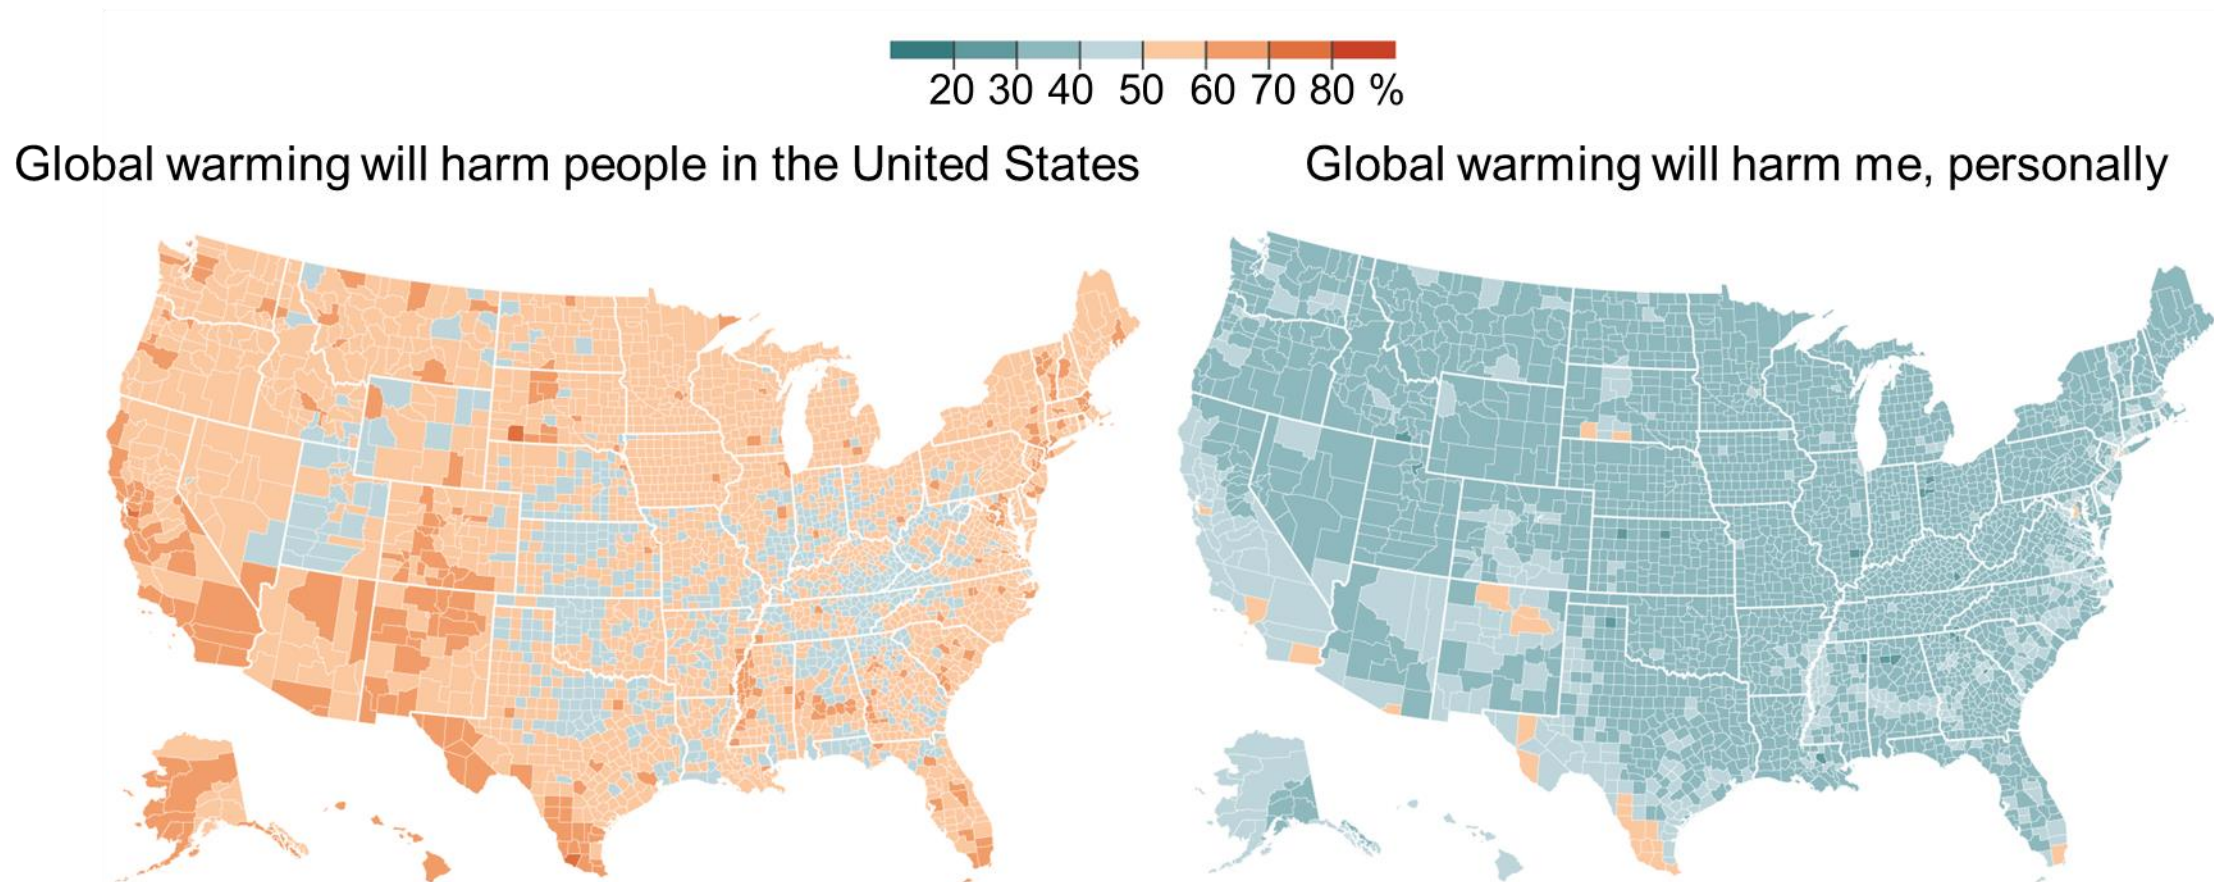 20 30 40 50 60 70 80 %
Global warming will harm people in the United States
Global warming will harm me, personally